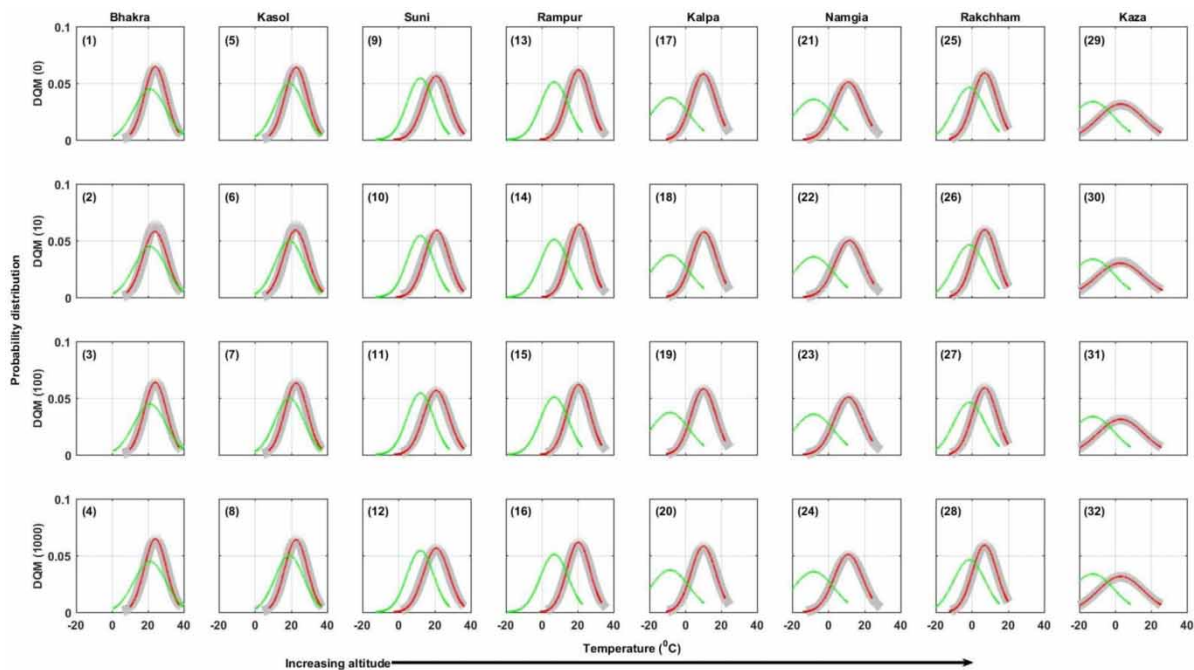 Bhakra Kasol Suni Rampur Kalpa Namgia Rakchham Kaza
0.1 (1) (5) (9) (13) (17) (21) (25) (29)
DQM (0)
0.05
0
0.1 (2) (6) (10) (14) (18) (22) (26) (30)
DQM (10)
0.05
0
Probability distribution
0.1 (3) (7) (11) (15) (19) (23) (27) (31)
DQM (100)
0.05
0
0.1 (4) (8) (12) (16) (20) (24) (28) (32)
DQM (1000)
0.05
0
-20 0 20 40 -20 0 20 40 -20 0 20 40 -20 0 20 40 -20 0 20 40 -20 0 20 40 -20 0 20 40 -20 0 20 40
Temperature (⁰C)
Increasing altitude